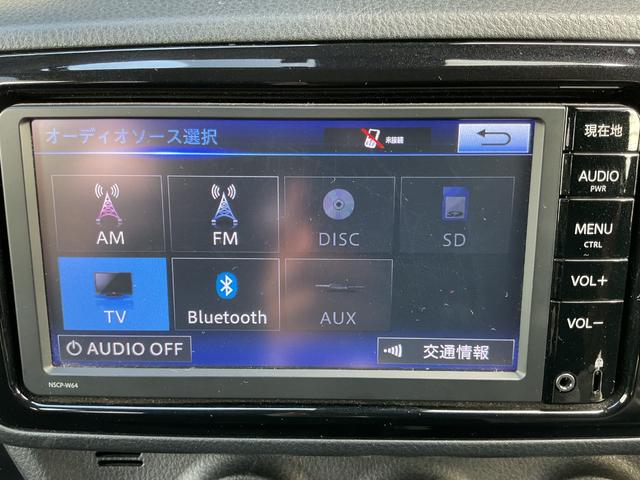 オーディオソース選択
未接続
現在地
AUDIO
PWR
AM
FM
DISC
SD
MENU
CTRL
TV
Bluetooth
AUX
VOL+
VOL-
AUDIO OFF
交通情報
NSCP-W64